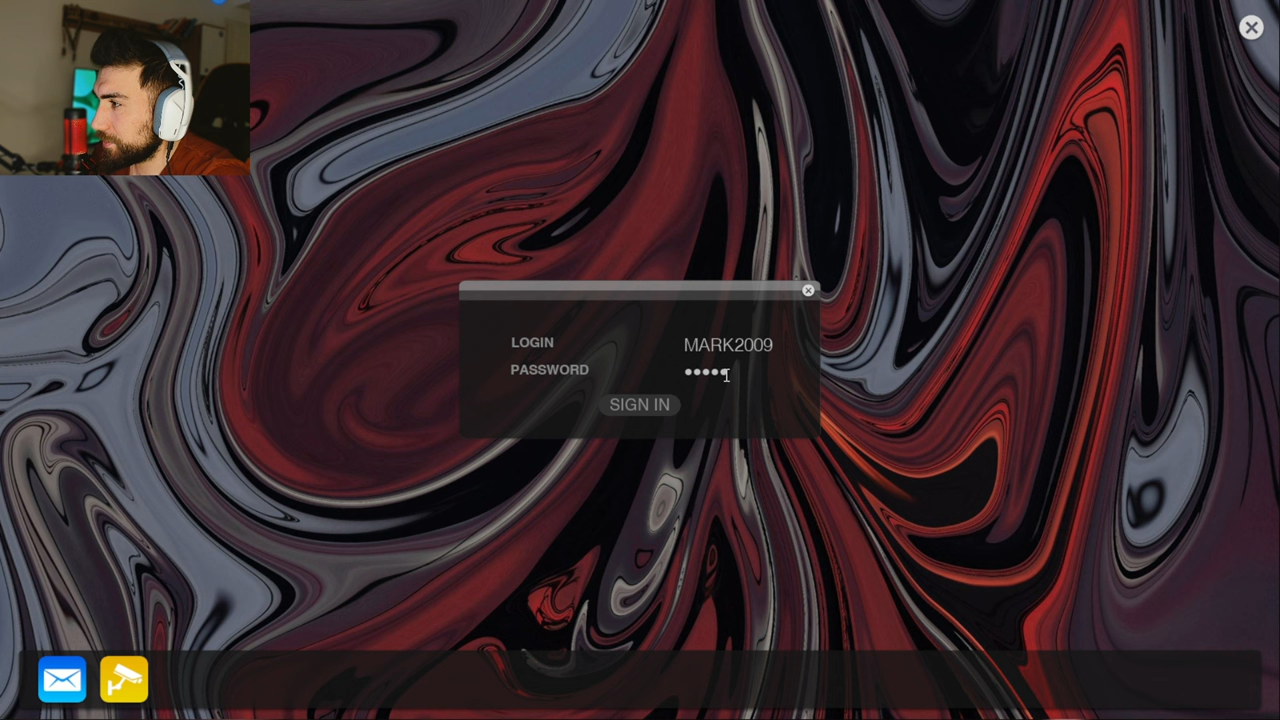 LOGIN MARK2009
PASSWORD •••••
SIGN IN